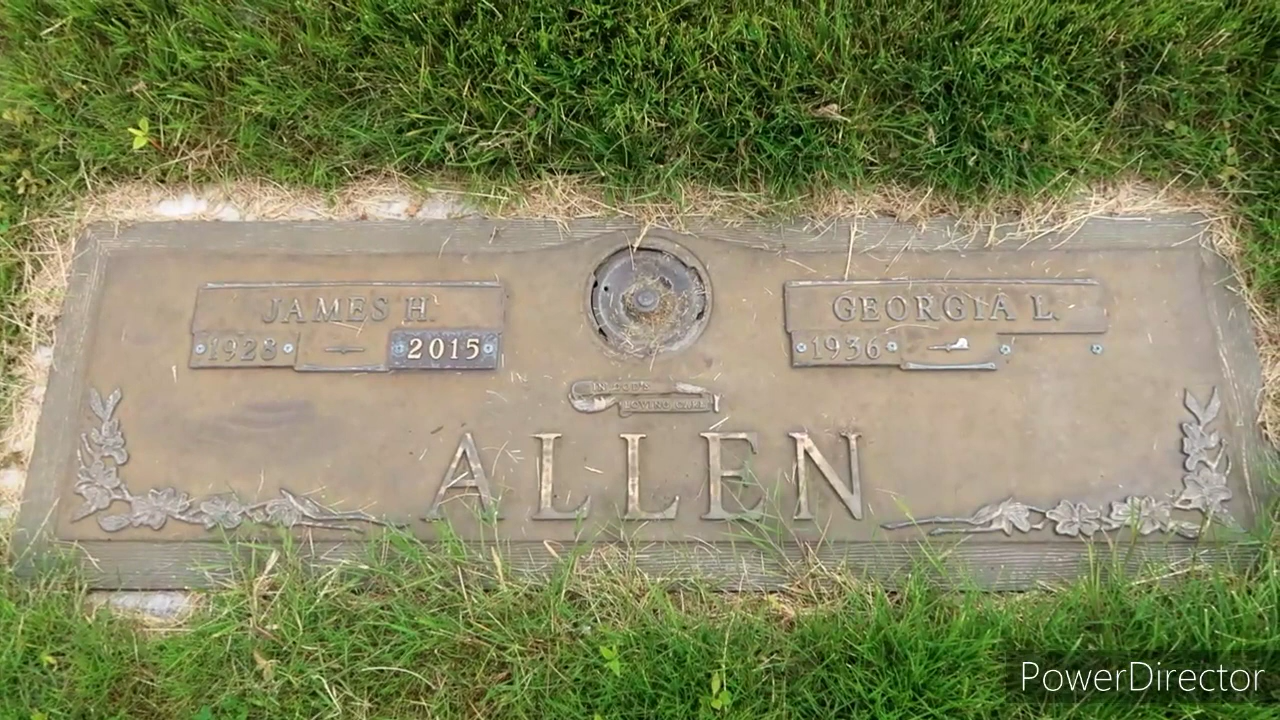 JAMES H.
1928 2015
GEORGIA L.
1936
IN GOD'S
LOVING CARE
ALLEN
PowerDirector